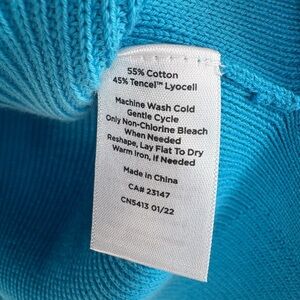 55% Cotton
45% Tencel™ Lyocell
Machine Wash Cold
Gentle Cycle
Only Non-Chlorine Bleach
When Needed
Reshape, Lay Flat To Dry
Warm Iron, If Needed
Made in China
CA# 23147
CN5413 01/22